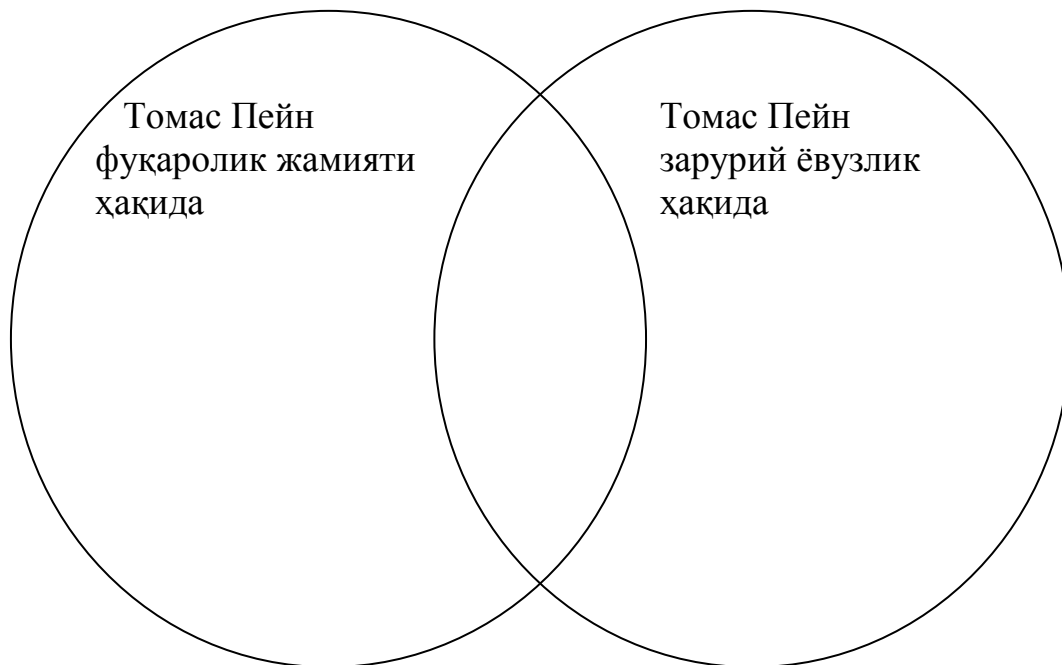 Томас Пейн
фуқаролик жамияти
ҳақида
Томас Пейн
зарурий ёвузлик
ҳақида